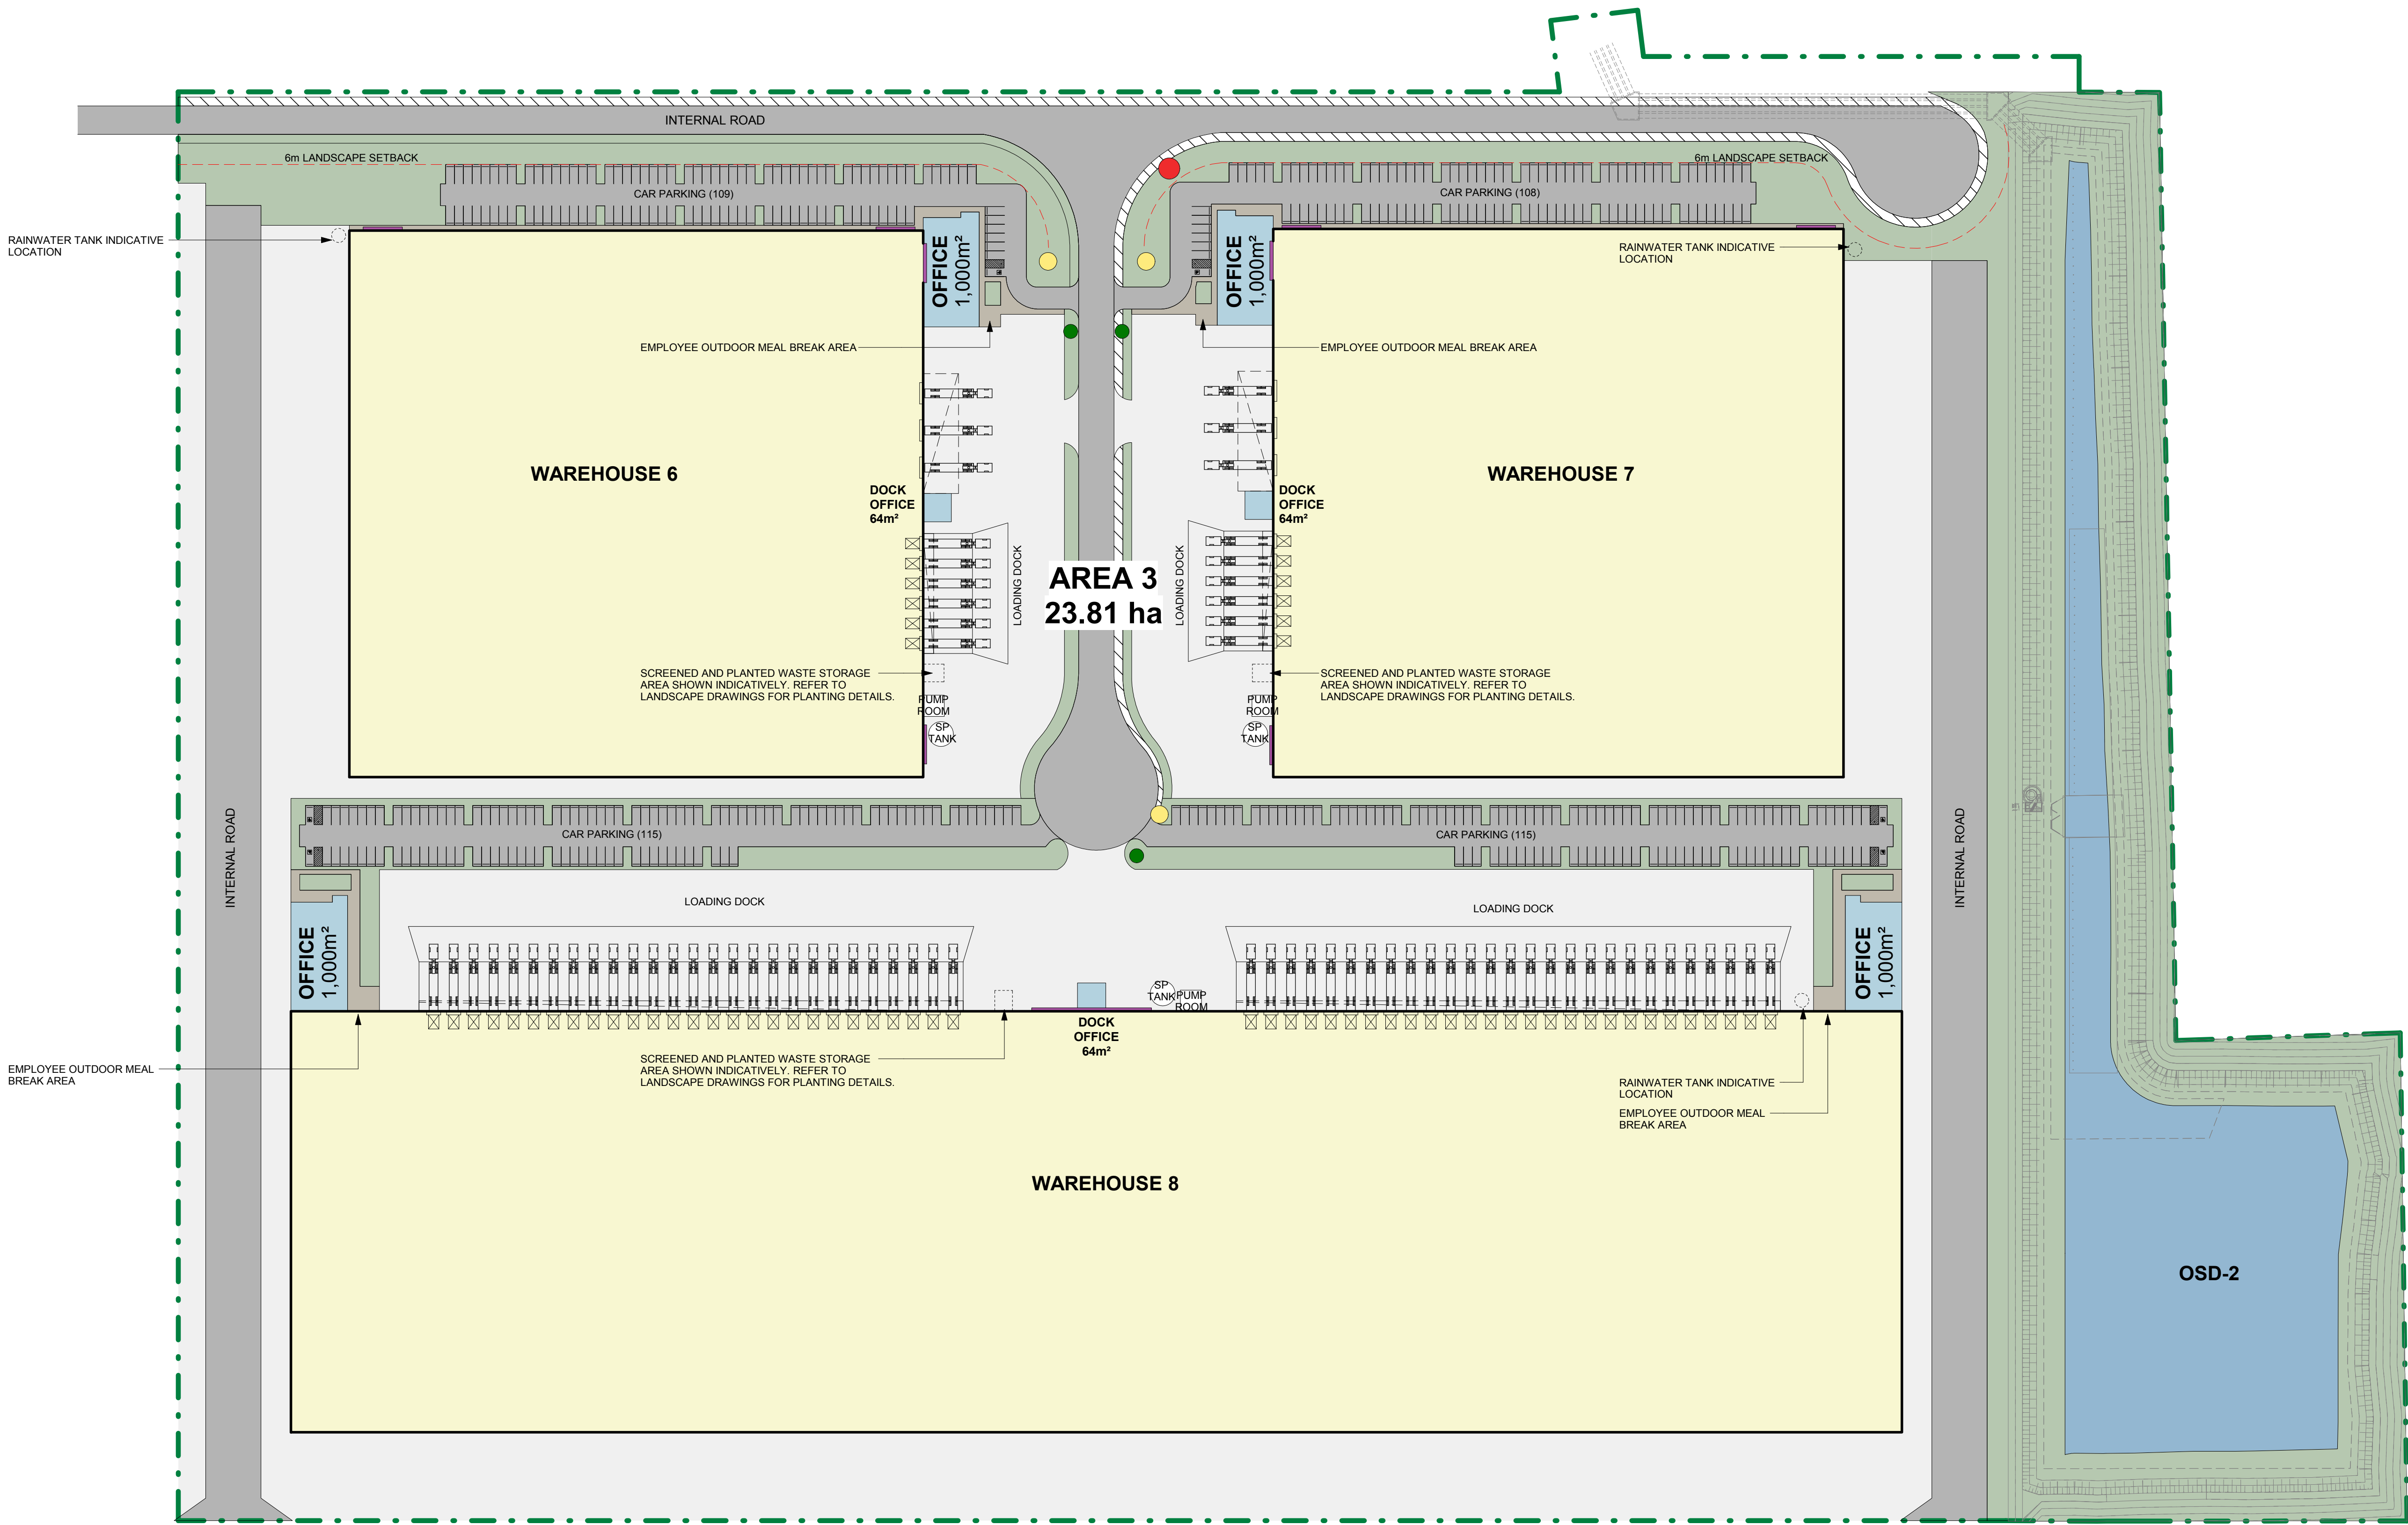 INTERNAL ROAD
6m LANDSCAPE SETBACK
6m LANDSCAPE SETBACK
CAR PARKING (109)
CAR PARKING (108)
RAINWATER TANK INDICATIVE
LOCATION
OFFICE
1,000m²
OFFICE
1,000m²
RAINWATER TANK INDICATIVE
LOCATION
EMPLOYEE OUTDOOR MEAL BREAK AREA
EMPLOYEE OUTDOOR MEAL BREAK AREA
WAREHOUSE 6
WAREHOUSE 7
DOCK
OFFICE
64m²
DOCK
OFFICE
64m²
LOADING DOCK
AREA 3
23.81 ha
LOADING DOCK
SCREENED AND PLANTED WASTE STORAGE
AREA SHOWN INDICATIVELY. REFER TO
LANDSCAPE DRAWINGS FOR PLANTING DETAILS.
SCREENED AND PLANTED WASTE STORAGE
AREA SHOWN INDICATIVELY. REFER TO
LANDSCAPE DRAWINGS FOR PLANTING DETAILS.
PUMP
ROOM
SP
TANK
PUMP
ROOM
SP
TANK
INTERNAL ROAD
CAR PARKING (115)
CAR PARKING (115)
INTERNAL ROAD
LOADING DOCK
LOADING DOCK
OFFICE
1,000m²
OFFICE
1,000m²
SP
TANK
PUMP
ROOM
DOCK
OFFICE
64m²
EMPLOYEE OUTDOOR MEAL
BREAK AREA
SCREENED AND PLANTED WASTE STORAGE
AREA SHOWN INDICATIVELY. REFER TO
LANDSCAPE DRAWINGS FOR PLANTING DETAILS.
RAINWATER TANK INDICATIVE
LOCATION
EMPLOYEE OUTDOOR MEAL
BREAK AREA
WAREHOUSE 8
OSD-2